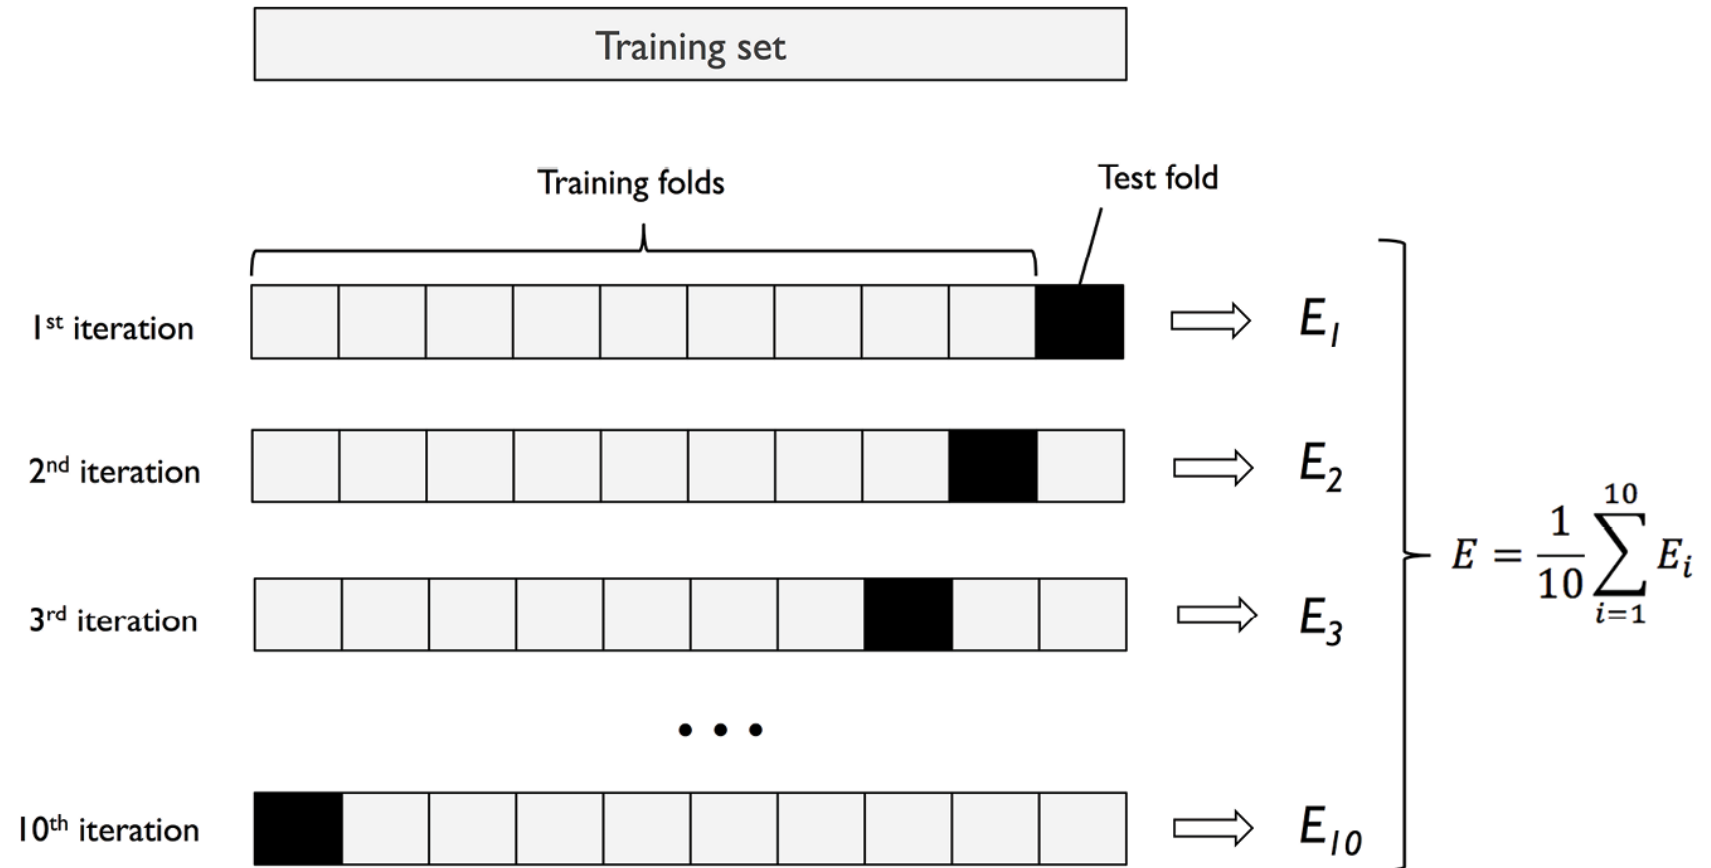 Training set
Training folds
Test fold
1st iteration
E1
2nd iteration
E2
3rd iteration
E3
E = 1/10 ∑_{i=1}^{10} E_i
• • •
10th iteration
E10